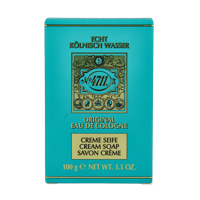 ECHT
KÖLNISCH WASSER
Nº 4711.
ORIGINAL
EAU DE COLOGNE
CREME SEIFE
CREAM SOAP
SAVON CRÈME
100 g ℮ NET WT. 3.5 OZ.